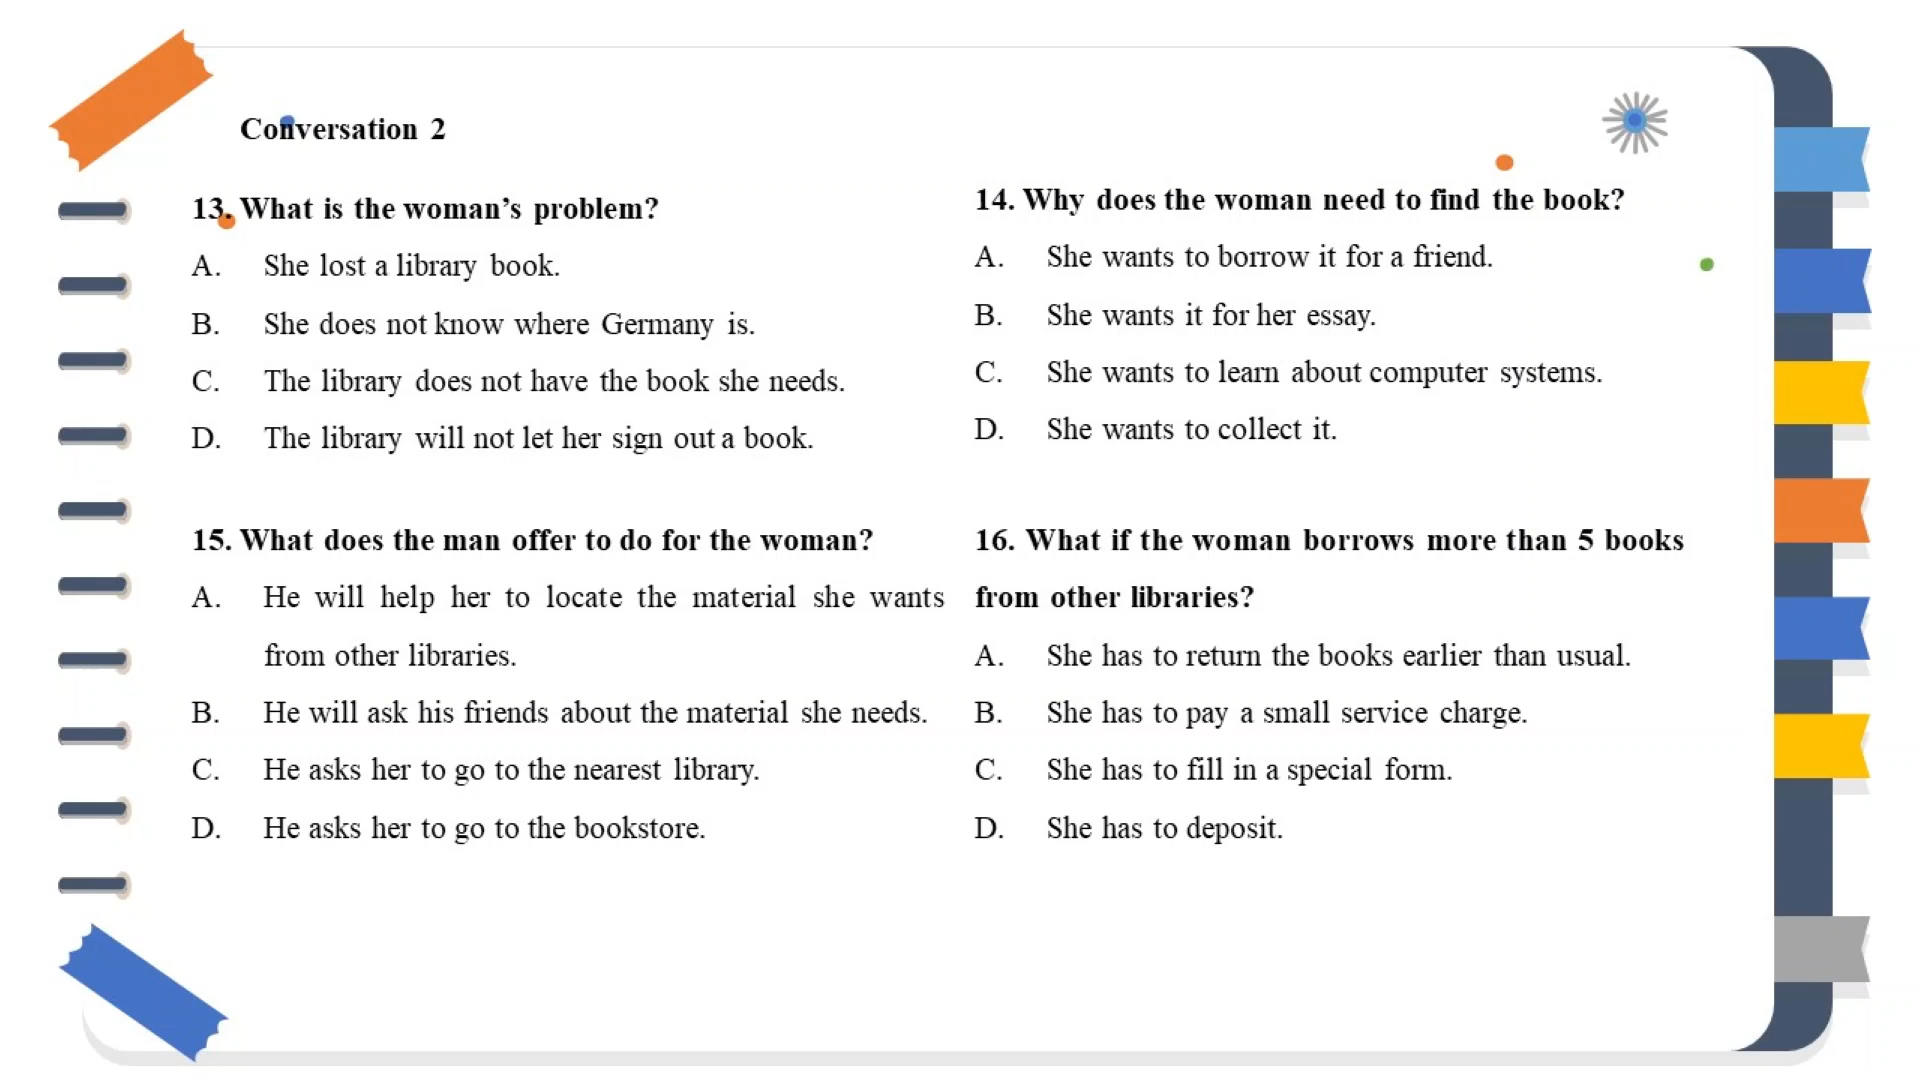 Conversation 2
13. What is the woman’s problem?
A. She lost a library book.
B. She does not know where Germany is.
C. The library does not have the book she needs.
D. The library will not let her sign out a book.
14. Why does the woman need to find the book?
A. She wants to borrow it for a friend.
B. She wants it for her essay.
C. She wants to learn about computer systems.
D. She wants to collect it.
15. What does the man offer to do for the woman?
A. He will help her to locate the material she wants
from other libraries.
B. He will ask his friends about the material she needs.
C. He asks her to go to the nearest library.
D. He asks her to go to the bookstore.
16. What if the woman borrows more than 5 books
from other libraries?
A. She has to return the books earlier than usual.
B. She has to pay a small service charge.
C. She has to fill in a special form.
D. She has to deposit.